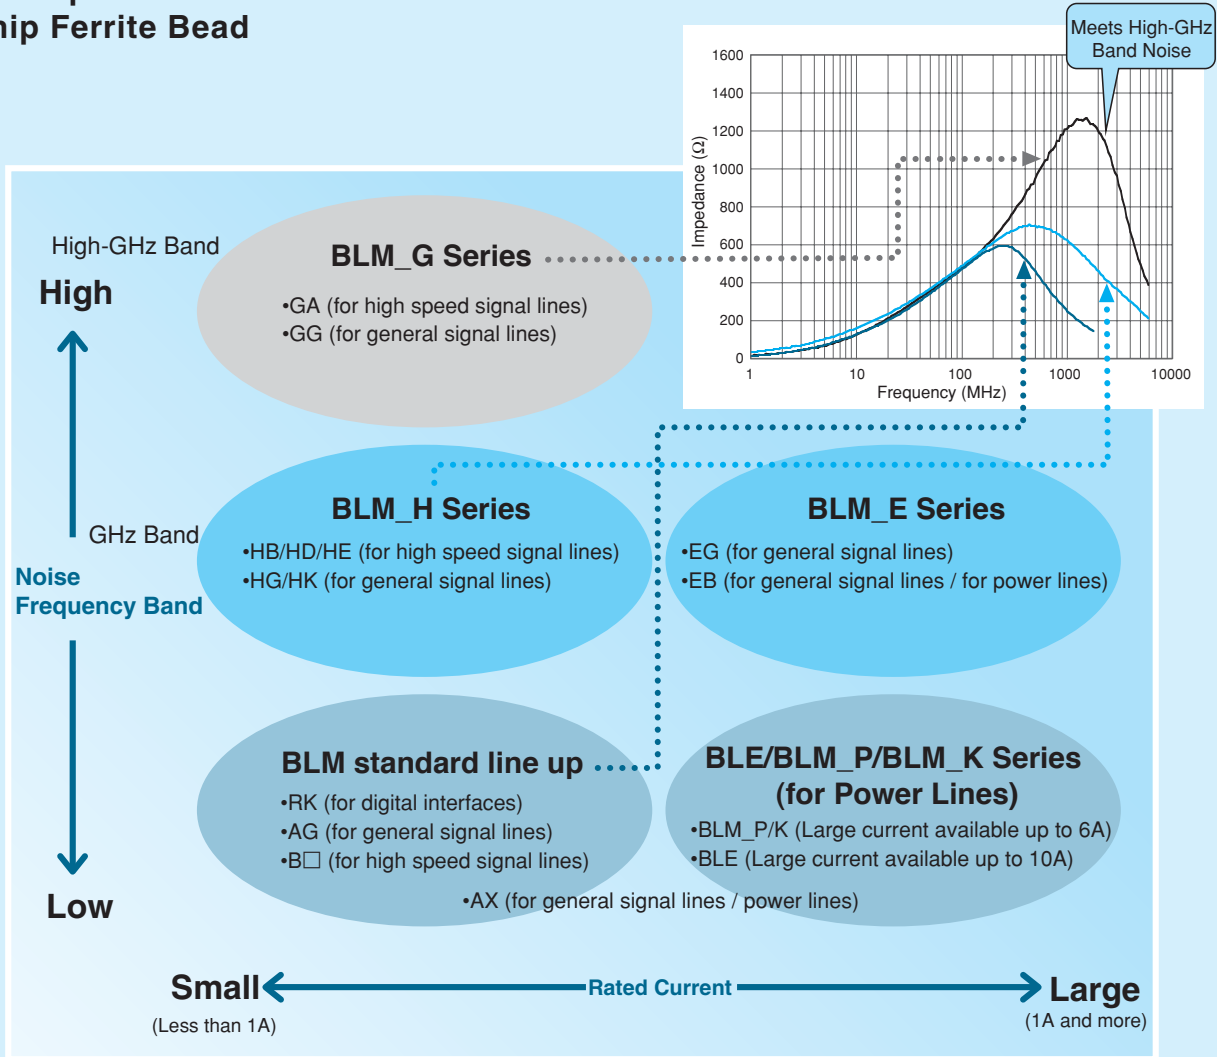 hip Ferrite Bead
Meets High-GHz
Band Noise
1600
1400
1200
1000
800
600
400
200
0
Impedance (Ω)
1
10
100
1000
10000
Frequency (MHz)
High-GHz Band
High
BLM_G Series
•GA (for high speed signal lines)
•GG (for general signal lines)
GHz Band
Noise
Frequency Band
BLM_H Series
•HB/HD/HE (for high speed signal lines)
•HG/HK (for general signal lines)
BLM_E Series
•EG (for general signal lines)
•EB (for general signal lines / for power lines)
BLM standard line up
•RK (for digital interfaces)
•AG (for general signal lines)
•B□ (for high speed signal lines)
BLE/BLM_P/BLM_K Series
(for Power Lines)
•BLM_P/K (Large current available up to 6A)
•BLE (Large current available up to 10A)
•AX (for general signal lines / power lines)
Low
Small
(Less than 1A)
Rated Current
Large
(1A and more)